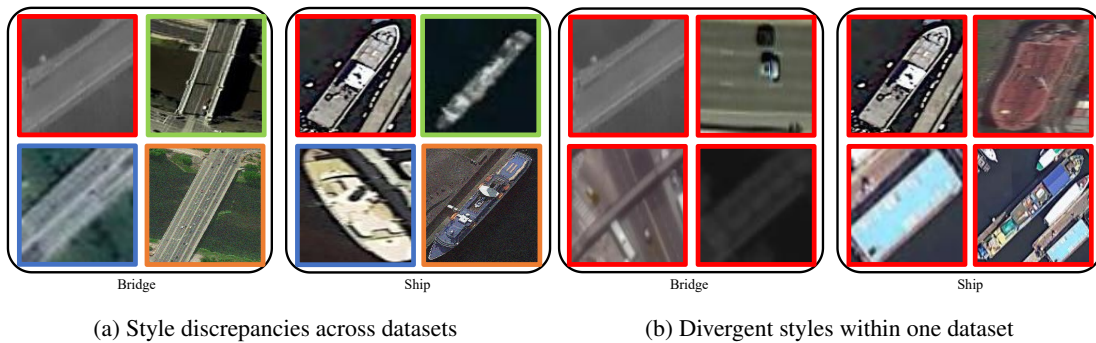 Bridge
Ship
Bridge
Ship
(a) Style discrepancies across datasets
(b) Divergent styles within one dataset